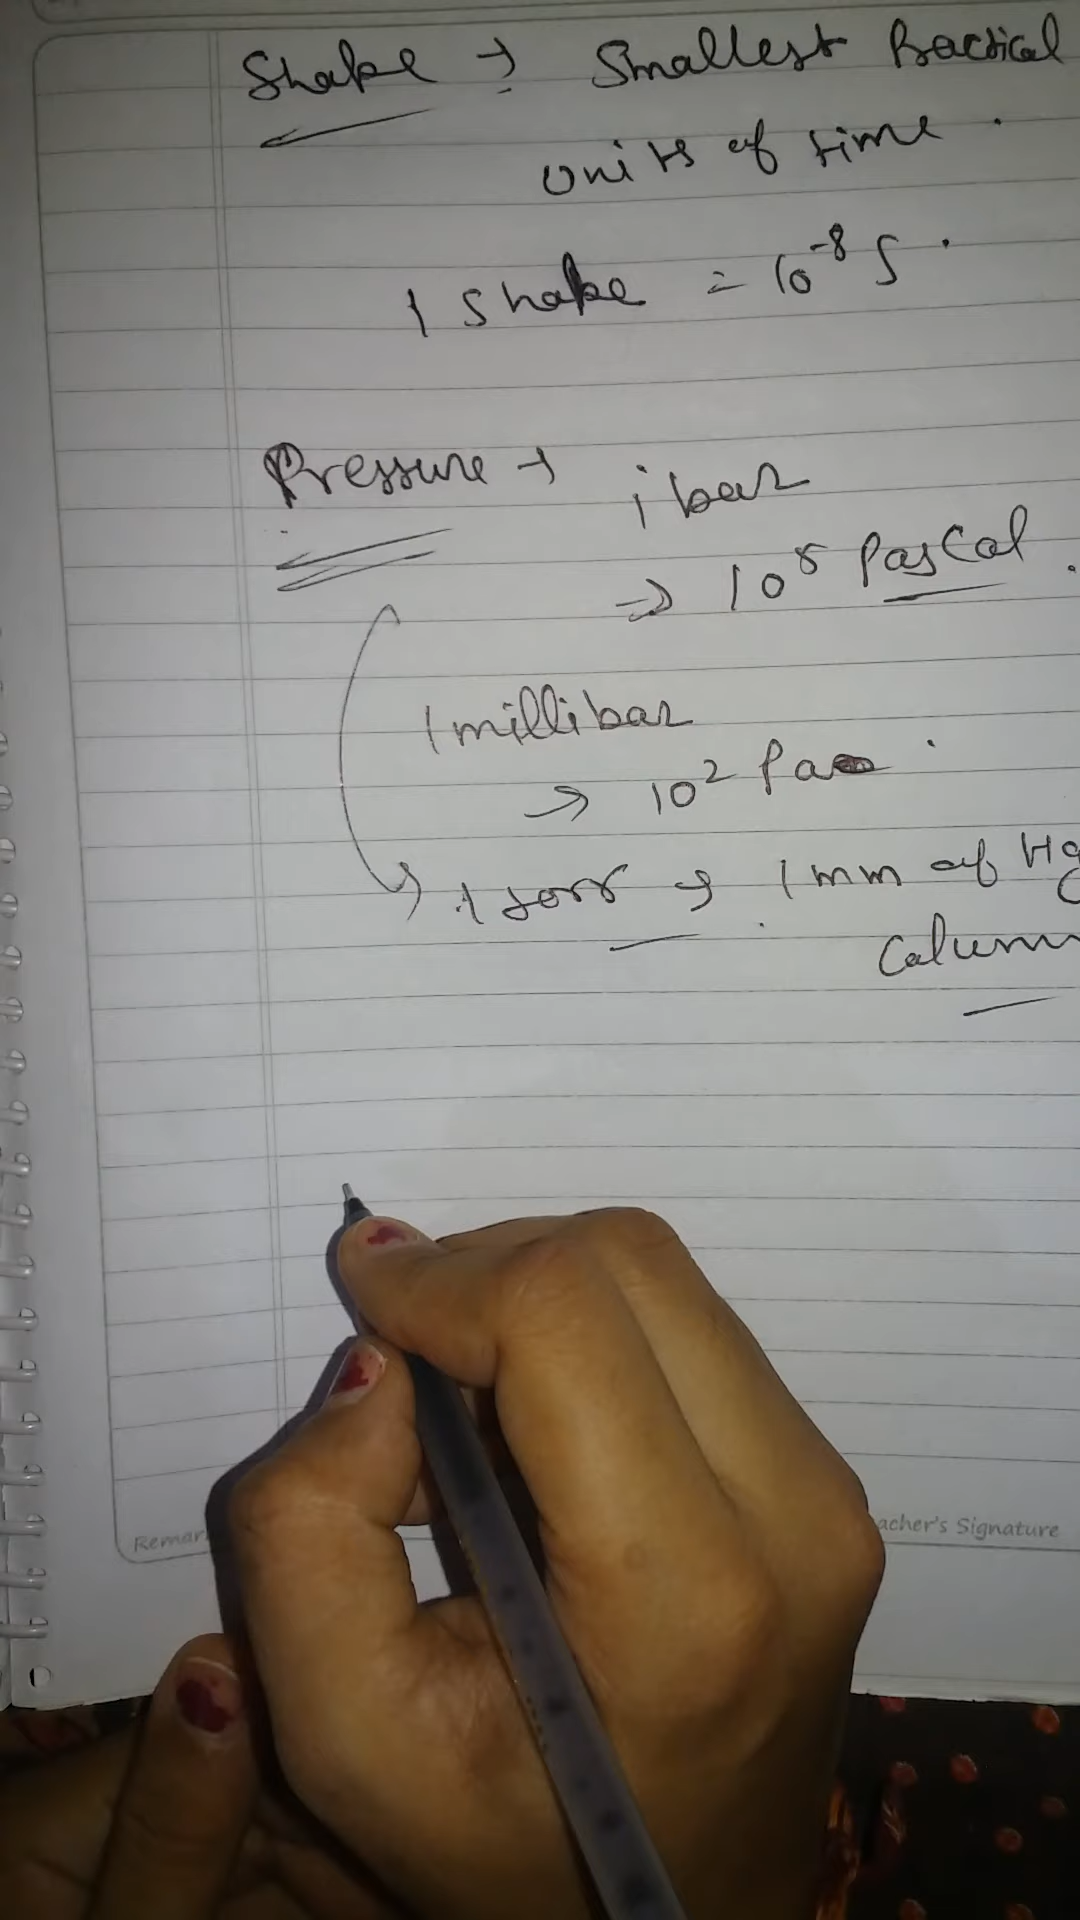 Shake → Smallest Practical
units of time.
1 shake = 10⁻⁸ s.
Pressure → 1 bar
⇒ 10⁵ Pascal.
1 millibar
→ 10² Pa.
1 torr → 1 mm of Hg
Column
acher's Signature